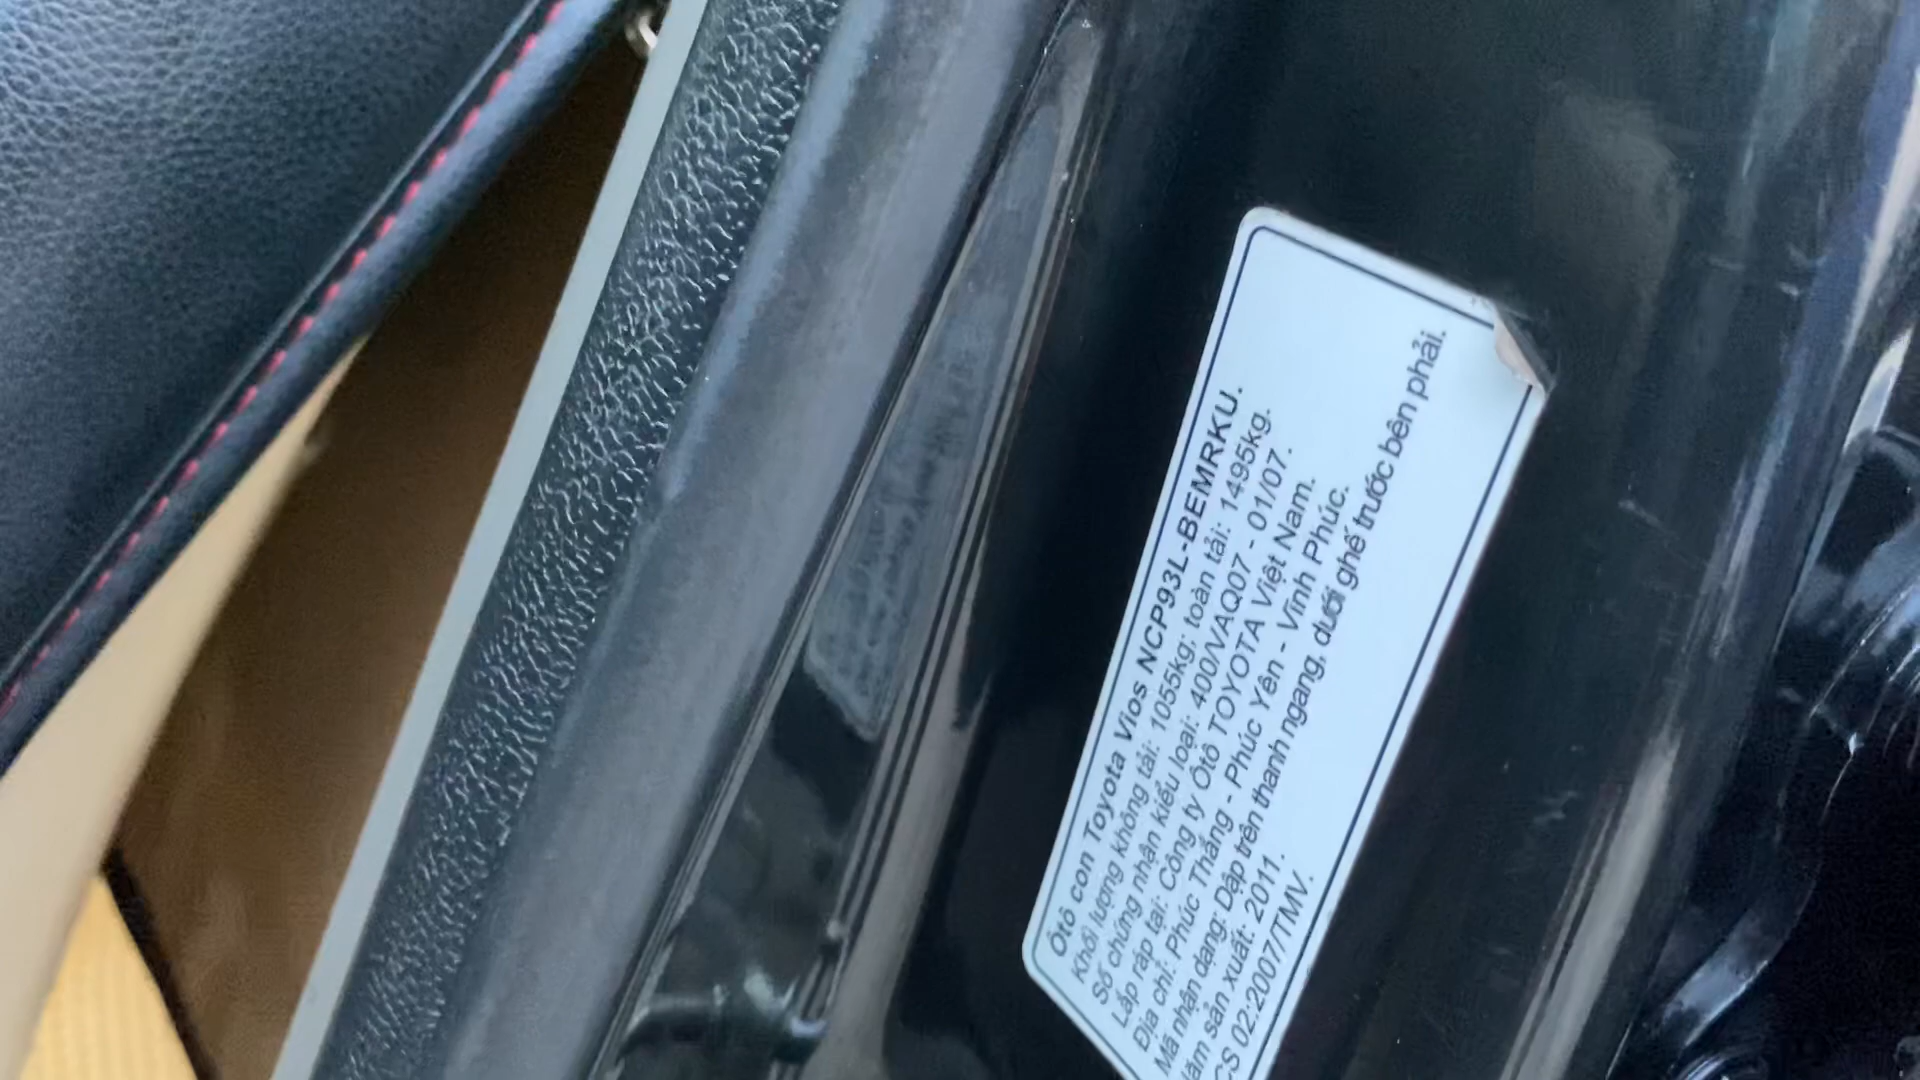 Ôtô con Toyota Vios NCP93L-BEMRKU.
Khối lượng không tải: 1055kg; toàn tải: 1495kg.
Số chứng nhận kiểu loại: 400/VAQ07 - 01/07.
Lắp ráp tại: Công ty Ôtô TOYOTA Việt Nam.
Địa chỉ: Phúc Thắng - Phúc Yên - Vĩnh Phúc.
Mã nhận dạng: Dập trên thanh ngang, dưới ghế trước bên phải.
ăm sản xuất: 2011.
CS 02:2007/TMV.